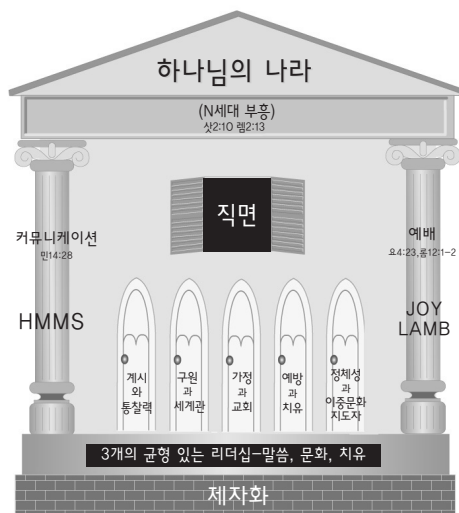 하나님의 나라
(N세대 부흥)
삿2:10 렘2:13
직면
커뮤니케이션
민14:28
예배
요4:23,롬12:1-2
HMMS
JOY
LAMB
계시
와
통찰력
구원
과
세계관
가정
과
교회
예방
과
치유
정체성
과
이중문화
지도자
3개의 균형 있는 리더십-말씀, 문화, 치유
제자화